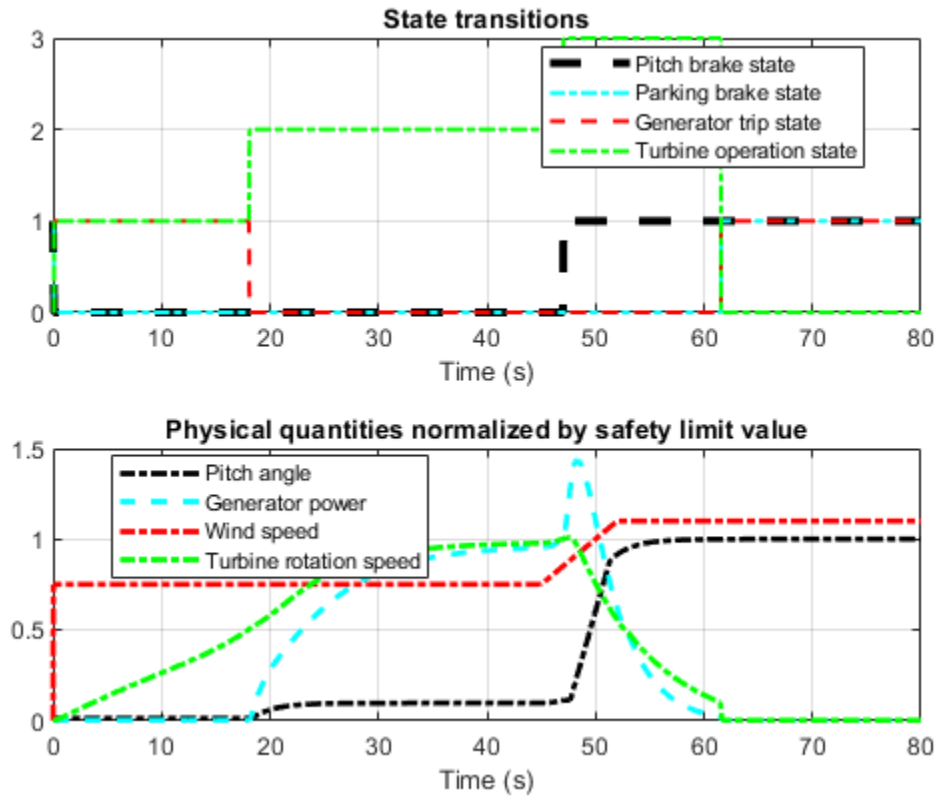 State transitions
3
2
1
0
Pitch brake state
Parking brake state
Generator trip state
Turbine operation state
0 10 20 30 40 50 60 70 80
Time (s)
Physical quantities normalized by safety limit value
1.5
1
0.5
0
Pitch angle
Generator power
Wind speed
Turbine rotation speed
0 10 20 30 40 50 60 70 80
Time (s)